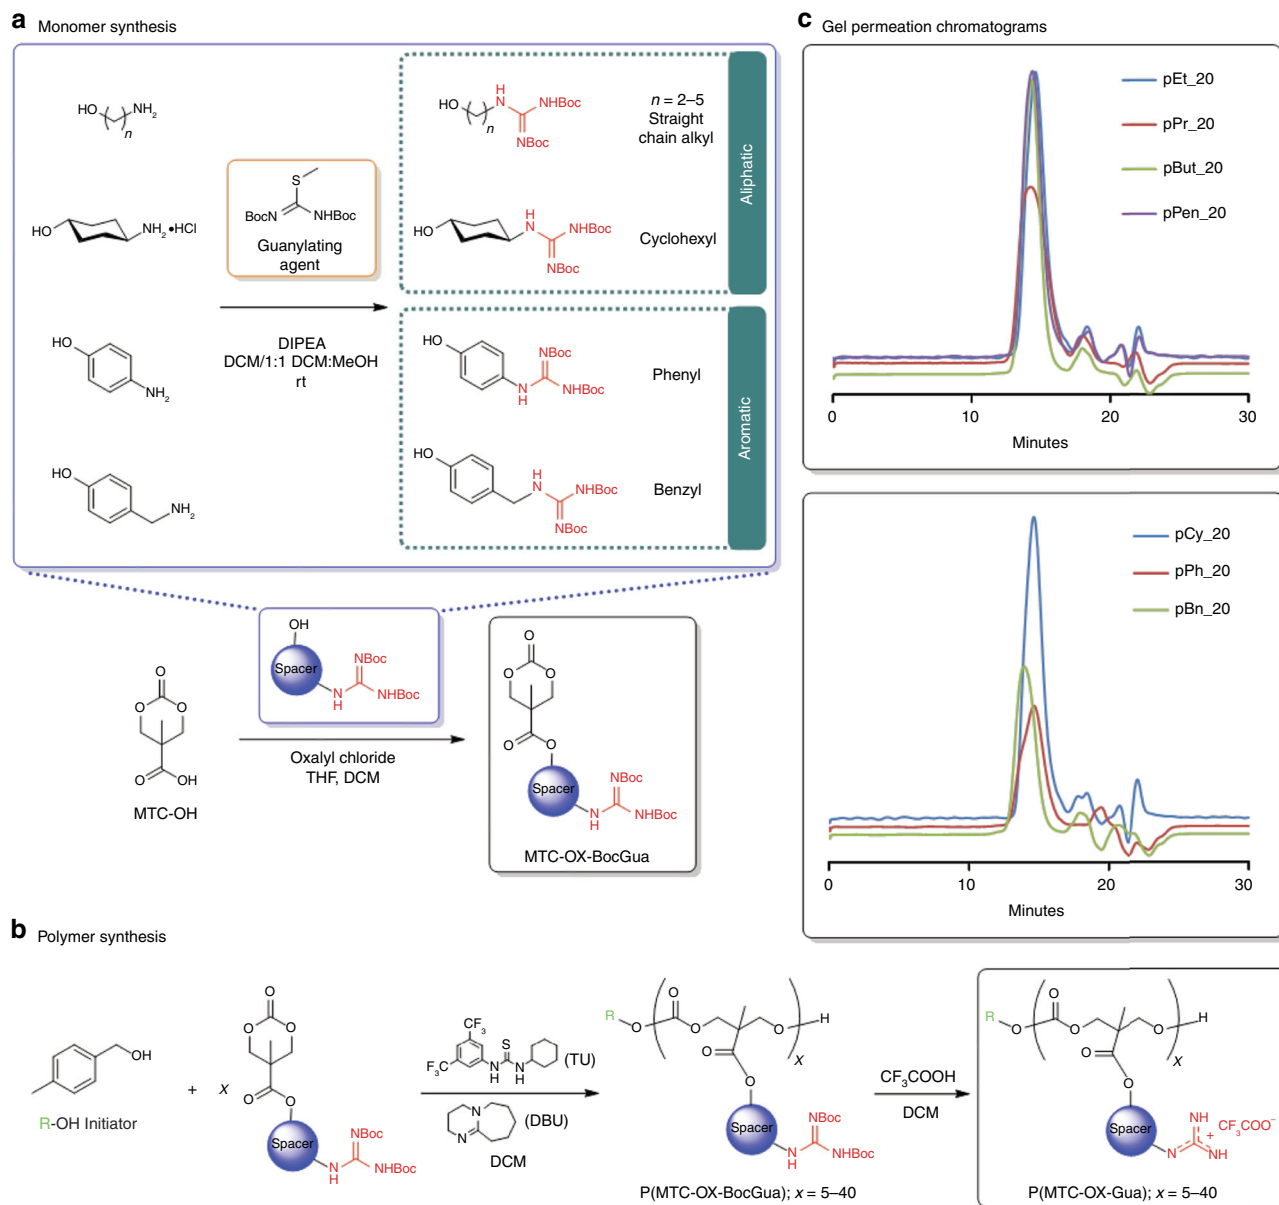 a Monomer synthesis
HO
NH2
n
HO
NH2•HCl
HO
NH2
HO
NH2
S
BocN
NHBoc
Guanylating
agent
DIPEA
DCM/1:1 DCM:MeOH
rt
HO
n
H
N
NHBoc
NBoc
n = 2–5
Straight
chain alkyl
HO
H
N
NHBoc
NBoc
Cyclohexyl
Aliphatic
HO
NBoc
N
H
NHBoc
Phenyl
HO
H
N
NHBoc
NBoc
Benzyl
Aromatic
O
O
O
O
OH
MTC-OH
OH
Spacer
NBoc
N
H
NHBoc
Oxalyl chloride
THF, DCM
O
O
O
O
O
Spacer
NBoc
N
H
NHBoc
MTC-OX-BocGua
b Polymer synthesis
OH
R-OH Initiator
+ X
O
O
O
O
O
Spacer
NBoc
N
H
NHBoc
CF3
F3C
S
N
H
N
H
(TU)
N
N
(DBU)
DCM
R
O
O
O
O
H
X
O
O
Spacer
NBoc
N
H
NHBoc
P(MTC-OX-BocGua); x = 5–40
CF3COOH
DCM
R
O
O
O
O
H
X
O
O
Spacer
NH
+
CF3COO−
N
NH
P(MTC-OX-Gua); x = 5–40
c Gel permeation chromatograms
pEt_20
pPr_20
pBut_20
pPen_20
0 10 20 30
Minutes
pCy_20
pPh_20
pBn_20
0 10 20 30
Minutes